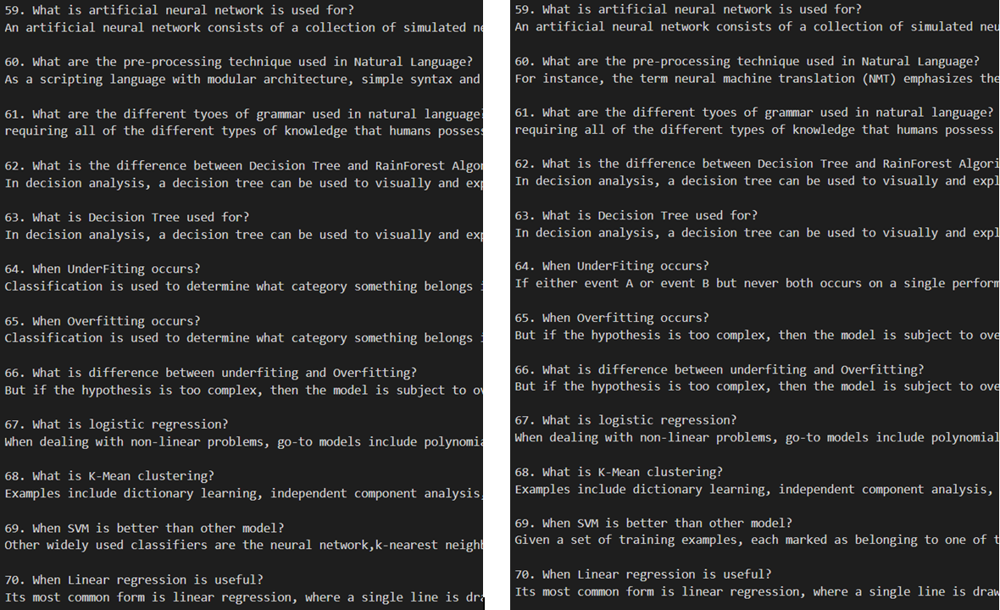 59. What is artificial neural network is used for?
An artificial neural network consists of a collection of simulated
60. What are the pre-processing technique used in Natural Language?
As a scripting language with modular architecture, simple syntax and
61. What are the different tyoes of grammar used in natural language?
requiring all of the different types of knowledge that humans possess
62. What is the difference between Decision Tree and RainForest Algor
In decision analysis, a decision tree can be used to visually and exp
63. What is Decision Tree used for?
In decision analysis, a decision tree can be used to visually and exp
64. When UnderFiting occurs?
Classification is used to determine what category something belongs
65. When Overfitting occurs?
Classification is used to determine what category something belongs
66. What is difference between underfiting and Overfitting?
But if the hypothesis is too complex, then the model is subject to ov
67. What is logistic regression?
When dealing with non-linear problems, go-to models include polynomia
68. What is K-Mean clustering?
Examples include dictionary learning, independent component analysis,
69. When SVM is better than other model?
Other widely used classifiers are the neural network,k-nearest neighb
70. When Linear regression is useful?
Its most common form is linear regression, where a single line is dra
59. What is artificial neural network is used for?
An artificial neural network consists of a collection of simulated neu
60. What are the pre-processing technique used in Natural Language?
For instance, the term neural machine translation (NMT) emphasizes the
61. What are the different tyoes of grammar used in natural language?
requiring all of the different types of knowledge that humans possess
62. What is the difference between Decision Tree and RainForest Algori
In decision analysis, a decision tree can be used to visually and expl
63. What is Decision Tree used for?
In decision analysis, a decision tree can be used to visually and expl
64. When UnderFiting occurs?
If either event A or event B but never both occurs on a single perform
65. When Overfitting occurs?
But if the hypothesis is too complex, then the model is subject to ove
66. What is difference between underfiting and Overfitting?
But if the hypothesis is too complex, then the model is subject to ove
67. What is logistic regression?
When dealing with non-linear problems, go-to models include polynomial
68. What is K-Mean clustering?
Examples include dictionary learning, independent component analysis,
69. When SVM is better than other model?
Given a set of training examples, each marked as belonging to one of t
70. When Linear regression is useful?
Its most common form is linear regression, where a single line is draw